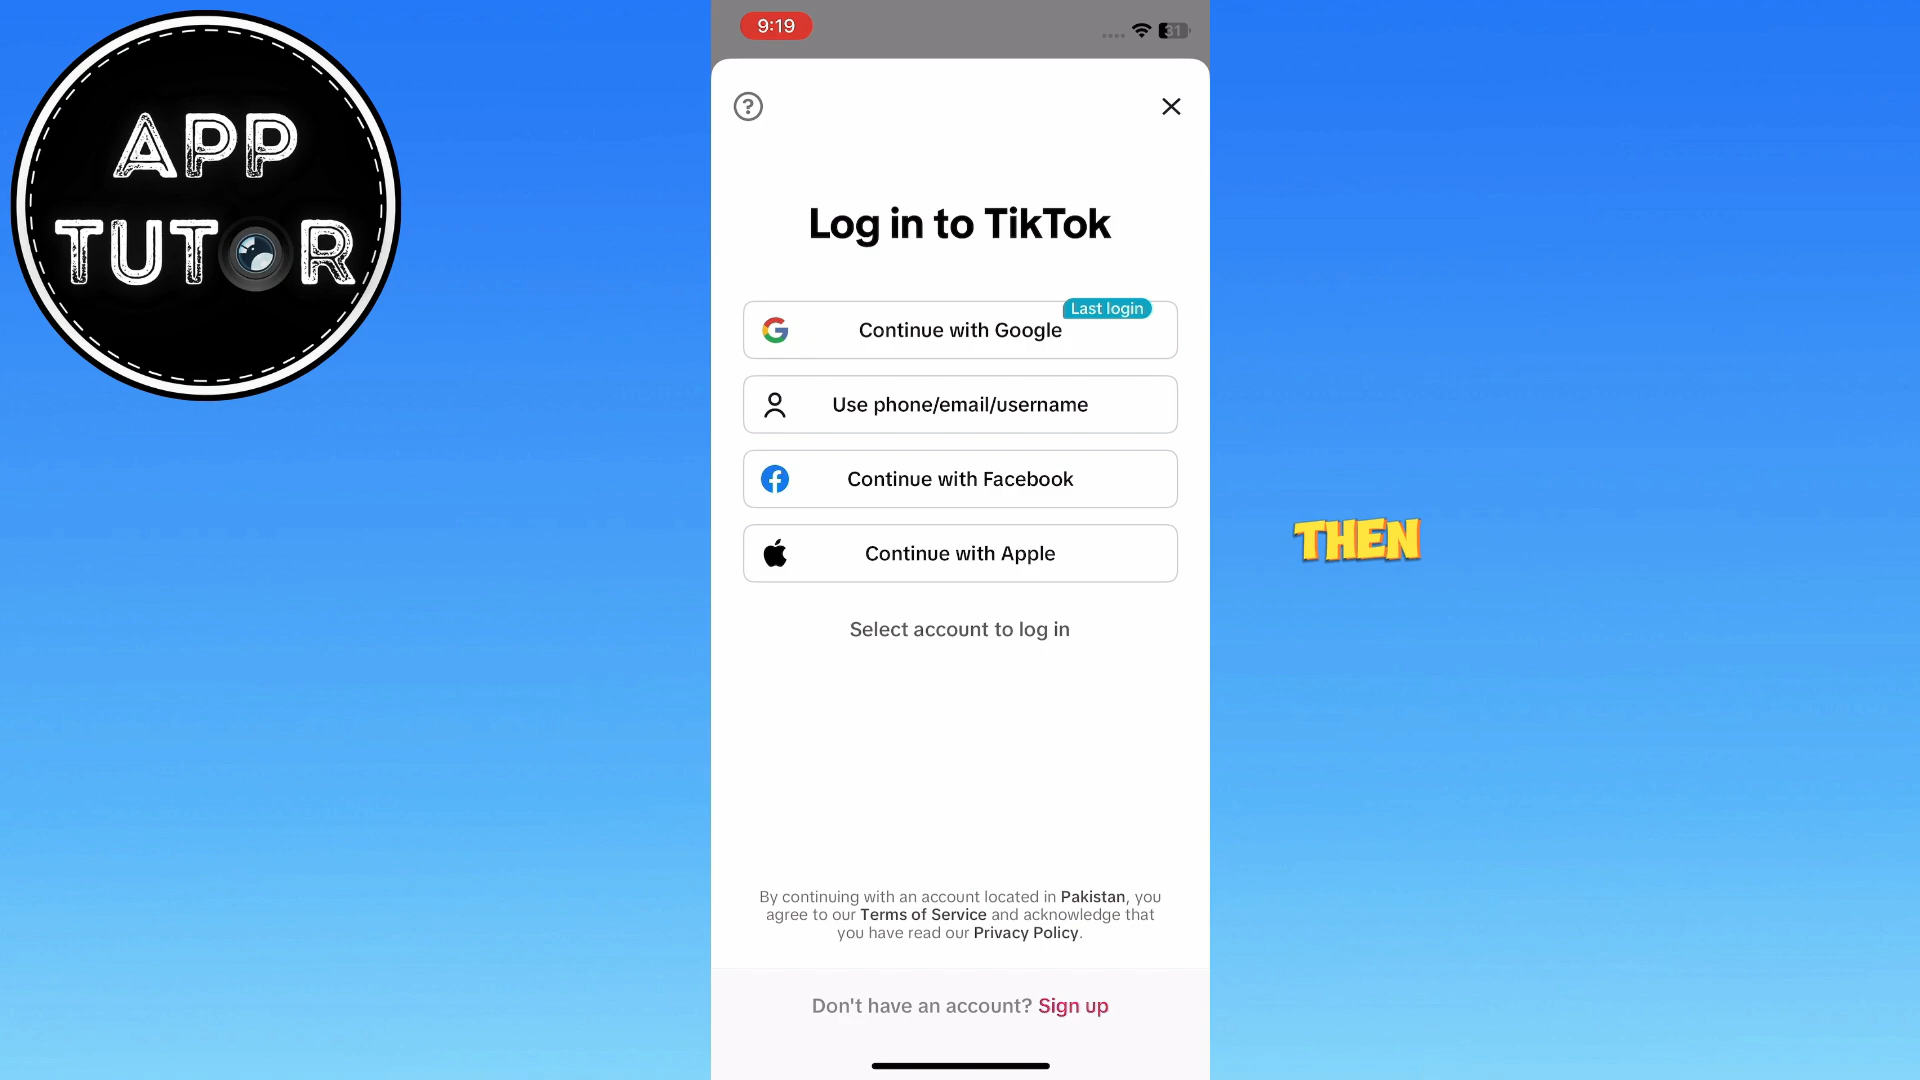 APP
TUTOR
9:19
31
?
Log in to TikTok
Last login
Continue with Google
Use phone/email/username
Continue with Facebook
Continue with Apple
Select account to log in
THEN
By continuing with an account located in Pakistan, you
agree to our Terms of Service and acknowledge that
you have read our Privacy Policy.
Don't have an account? Sign up